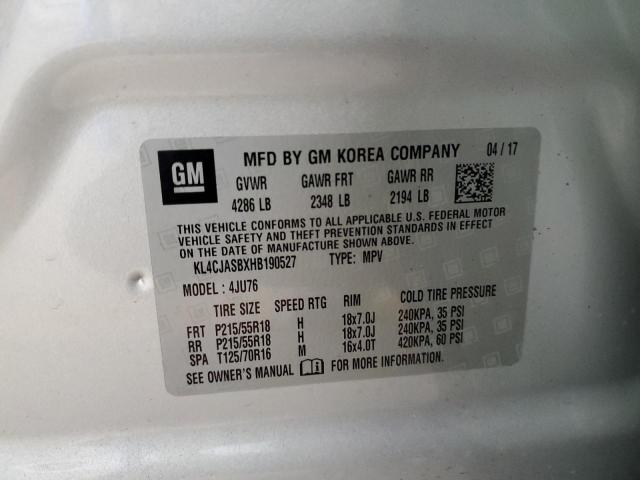 GM MFD BY GM KOREA COMPANY 04 / 17
GVWR GAWR FRT GAWR RR
4286 LB 2348 LB 2194 LB
THIS VEHICLE CONFORMS TO ALL APPLICABLE U.S. FEDERAL MOTOR
VEHICLE SAFETY AND THEFT PREVENTION STANDARDS IN EFFECT
ON THE DATE OF MANUFACTURE SHOWN ABOVE.
KL4CJASBXHB190527 TYPE: MPV
MODEL : 4JU76
TIRE SIZE SPEED RTG RIM COLD TIRE PRESSURE
FRT P215/55R18 H 18x7.0J 240KPA, 35 PSI
RR P215/55R18 H 18x7.0J 240KPA, 35 PSI
SPA T125/70R16 M 16x4.0T 420KPA, 60 PSI
SEE OWNER'S MANUAL FOR MORE INFORMATION.